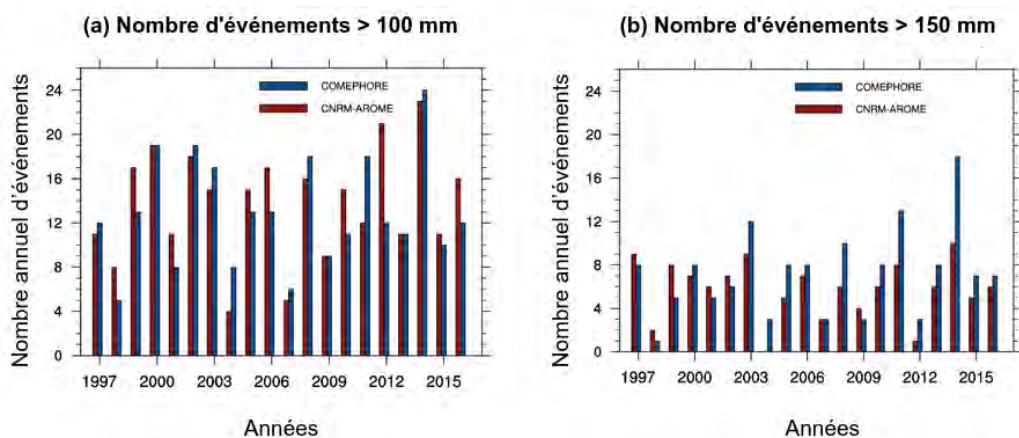 (a) Nombre d'événements > 100 mm
COMEPHORE
CNRM-AROME
24
20
16
12
8
4
0
Nombre annuel d'événements
1997
2000
2003
2006
2009
2012
2015
Années
(b) Nombre d'événements > 150 mm
COMEPHORE
CNRM-AROME
24
20
16
12
8
4
0
Nombre annuel d'événements
1997
2000
2003
2006
2009
2012
2015
Années